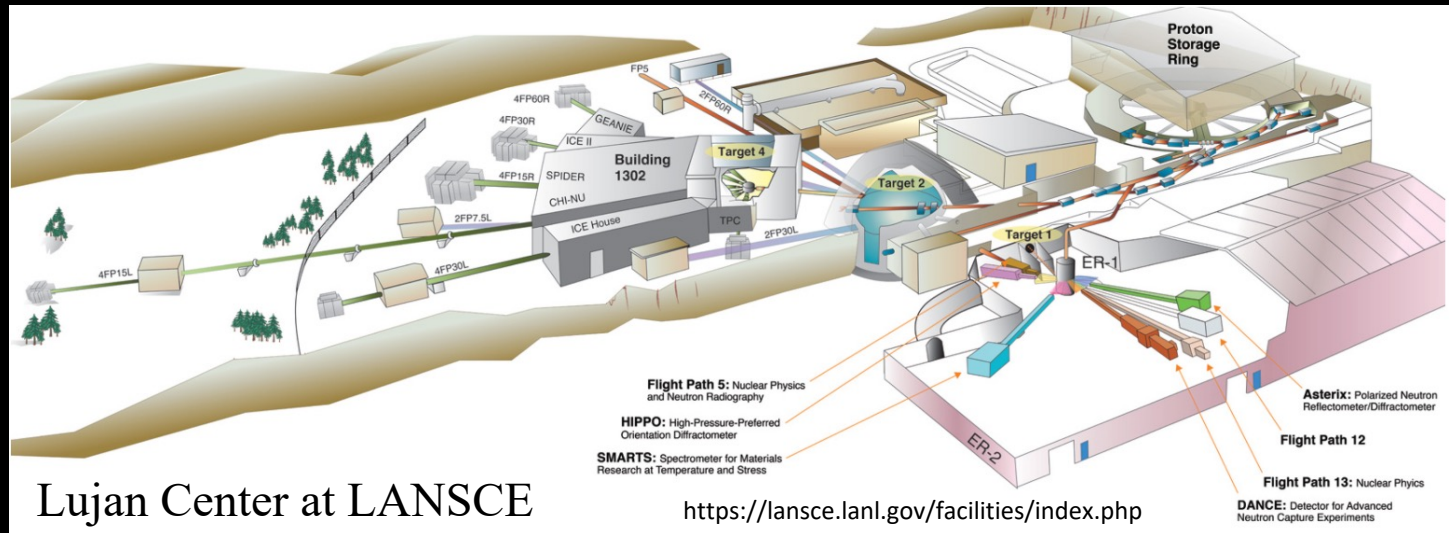 Proton
Storage
Ring
FP5
2FP60R
4FP60R
GEANIE
4FP30R
ICE II
Building
1302
Target 4
4FP15R
SPIDER
CHI-NU
Target 2
2FP7.5L
ICE House
TPC
2FP30L
Target 1
ER-1
4FP15L
4FP30L
Flight Path 5: Nuclear Physics
and Neutron Radiography
HIPPO: High-Pressure-Preferred
Orientation Diffractometer
SMARTS: Spectrometer for Materials
Research at Temperature and Stress
ER-2
Asterix: Polarized Neutron
Reflectometer/Diffractometer
Flight Path 12
Flight Path 13: Nuclear Phyics
DANCE: Detector for Advanced
Neutron Capture Experiments
Lujan Center at LANSCE
https://lansce.lanl.gov/facilities/index.php